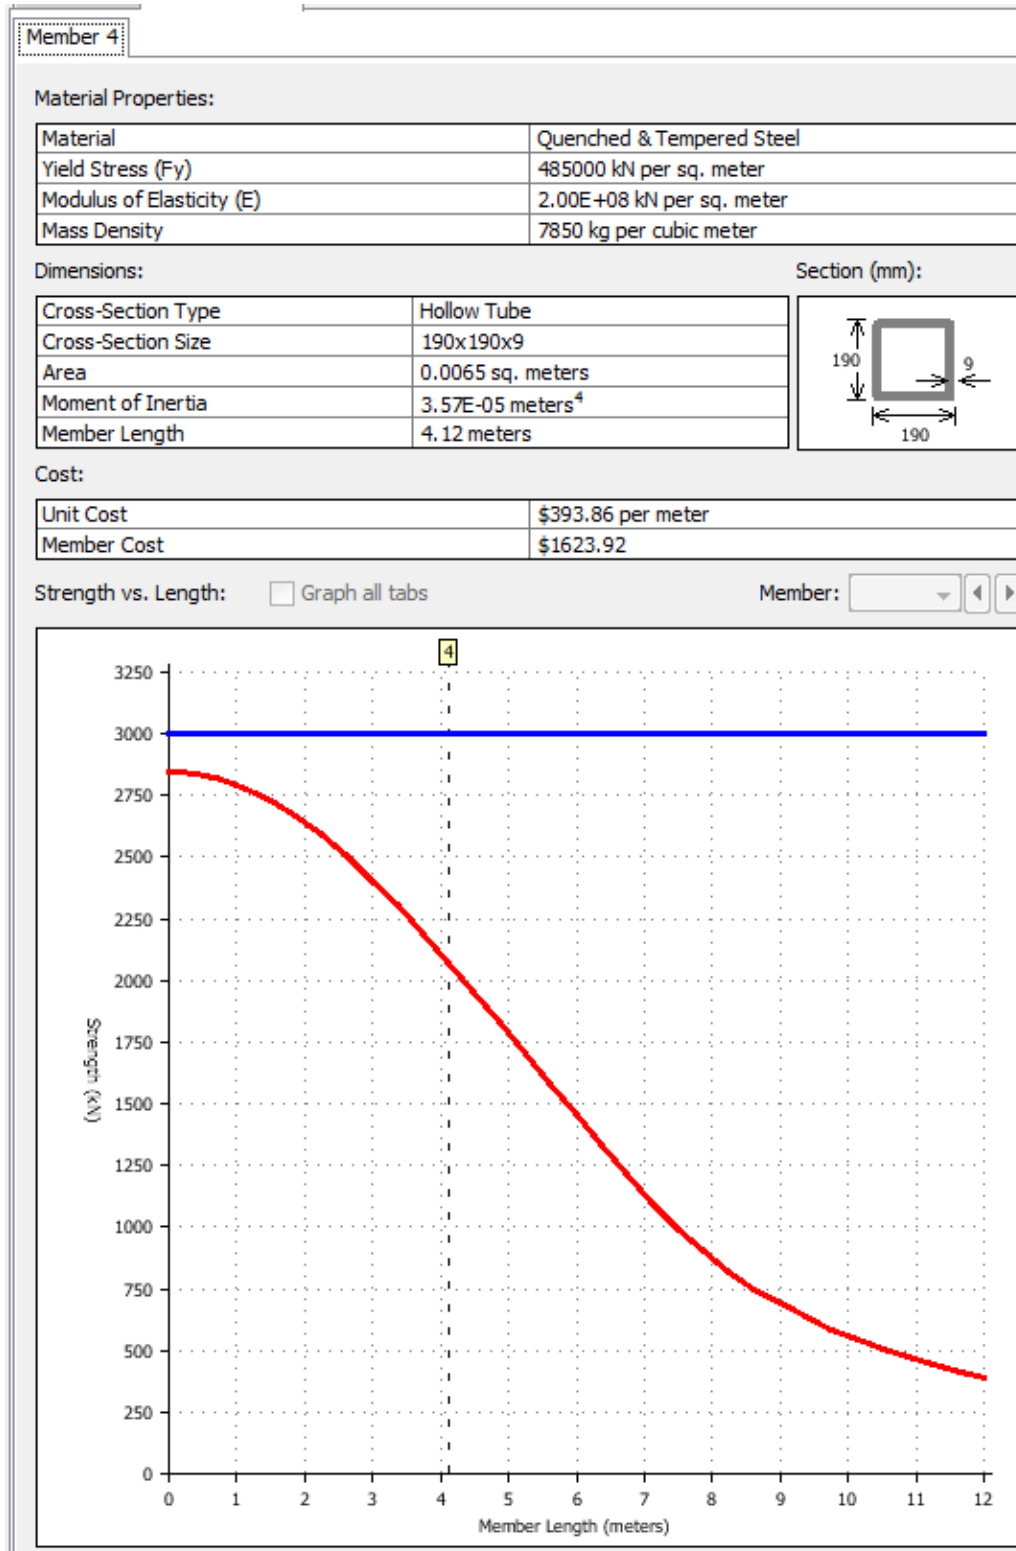 Member 4
Material Properties:
Material Quenched & Tempered Steel
Yield Stress (Fy) 485000 kN per sq. meter
Modulus of Elasticity (E) 2.00E+08 kN per sq. meter
Mass Density 7850 kg per cubic meter
Dimensions: Section (mm):
Cross-Section Type Hollow Tube
Cross-Section Size 190x190x9
Area 0.0065 sq. meters
Moment of Inertia 3.57E-05 meters⁴
Member Length 4.12 meters
190 9
190
Cost:
Unit Cost $393.86 per meter
Member Cost $1623.92
Strength vs. Length: Graph all tabs Member:
4
3250
3000
2750
2500
2250
2000
1750
1500
1250
1000
750
500
250
0
Strength (kN)
0 1 2 3 4 5 6 7 8 9 10 11 12
Member Length (meters)